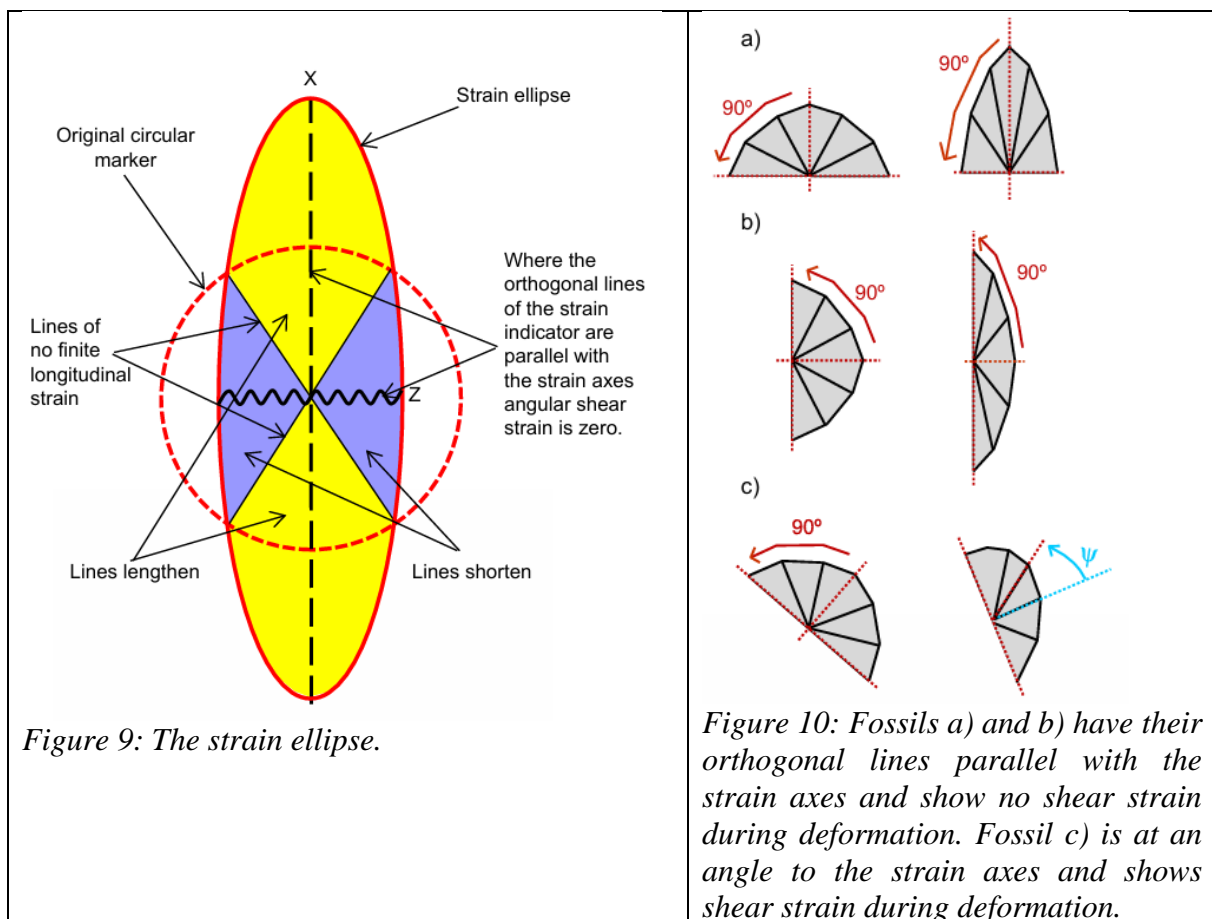 X
Strain ellipse
Original circular
marker
Where the
orthogonal lines
of the strain
indicator are
parallel with
the strain axes
angular shear
strain is zero.
Lines of
no finite
longitudinal
strain
Z
Lines lengthen
Lines shorten
Figure 9: The strain ellipse.
a)
90º
90º
b)
90º
90º
c)
90º
Ψ
Figure 10: Fossils a) and b) have their
orthogonal lines parallel with the
strain axes and show no shear strain
during deformation. Fossil c) is at an
angle to the strain axes and shows
shear strain during deformation.